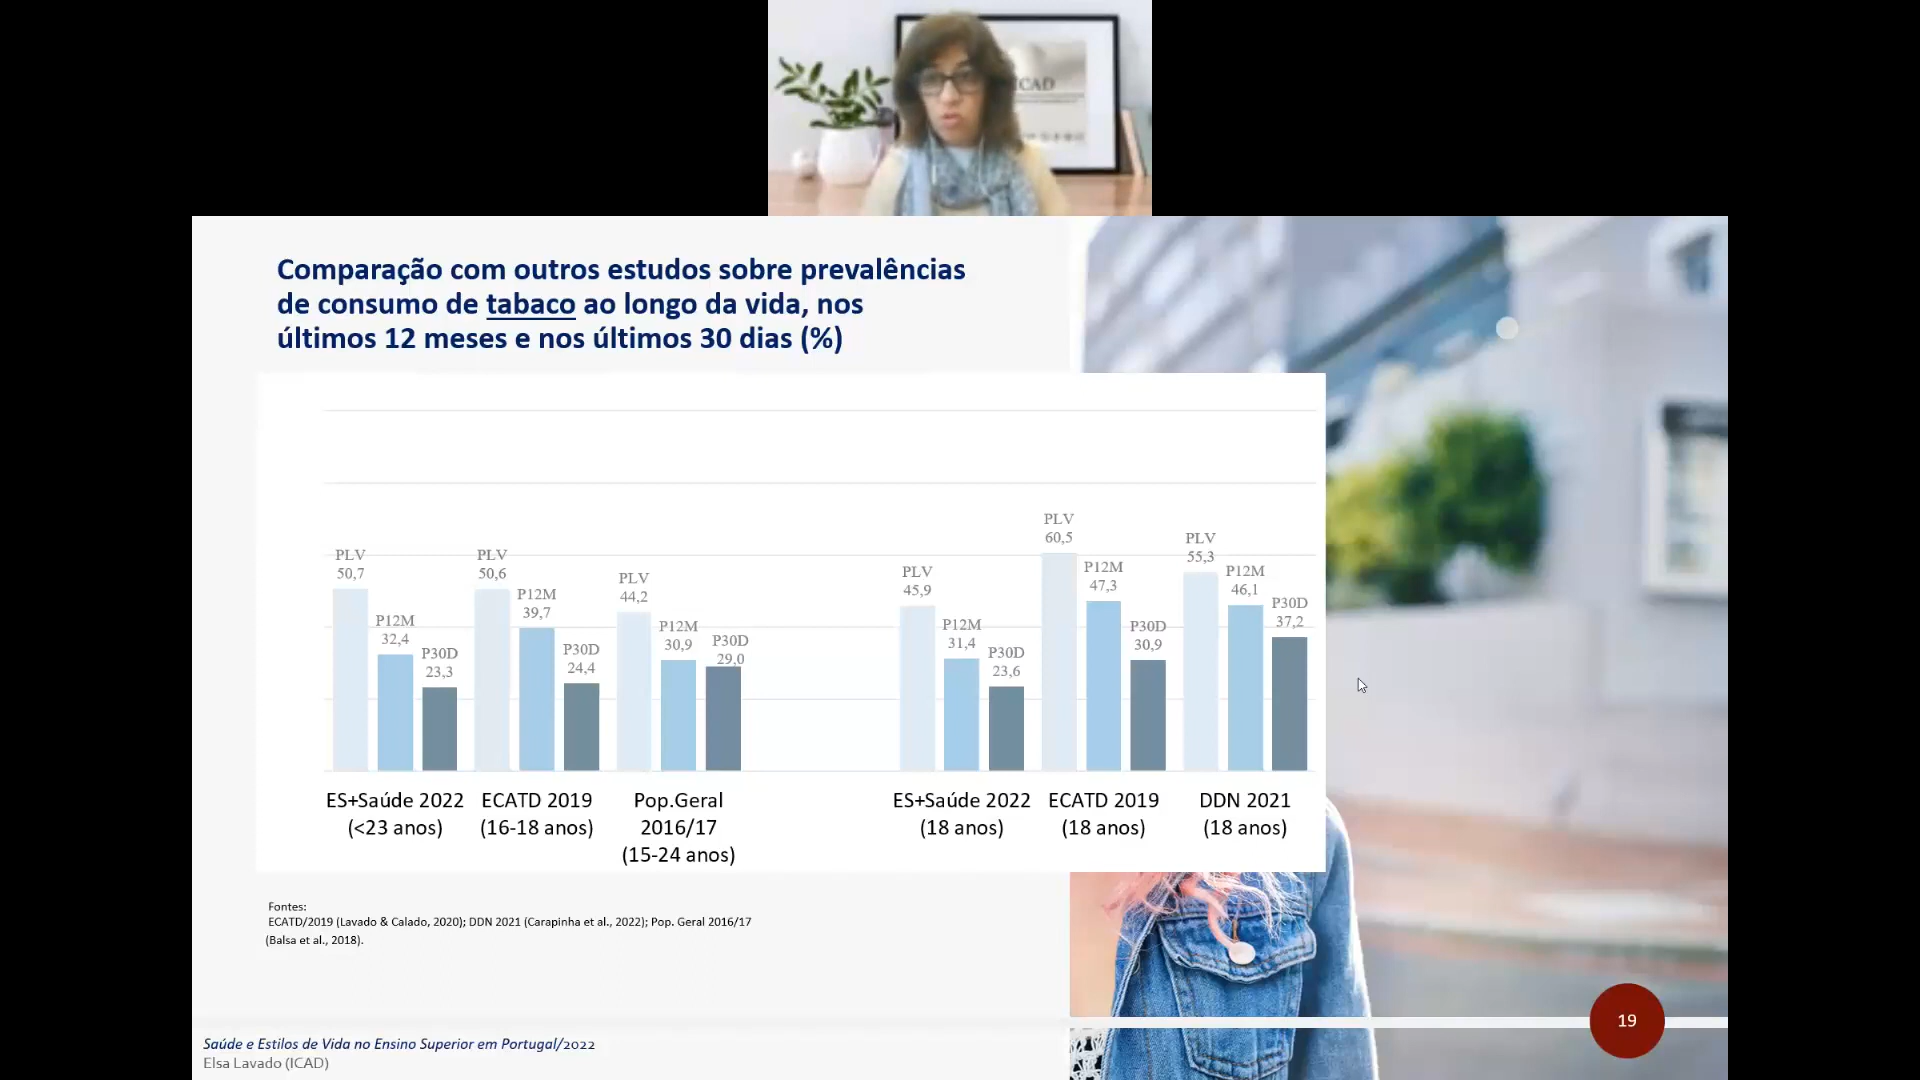 ICAD
Comparação com outros estudos sobre prevalências
de consumo de tabaco ao longo da vida, nos
últimos 12 meses e nos últimos 30 dias (%)
PLV
50,7
P12M
32,4
P30D
23,3
PLV
50,6
P12M
39,7
P30D
24,4
PLV
44,2
P12M
30,9
P30D
29,0
PLV
45,9
P12M
31,4
P30D
23,6
PLV
60,5
P12M
47,3
P30D
30,9
PLV
55,3
P12M
46,1
P30D
37,2
ES+Saúde 2022
(<23 anos)
ECATD 2019
(16-18 anos)
Pop.Geral
2016/17
(15-24 anos)
ES+Saúde 2022
(18 anos)
ECATD 2019
(18 anos)
DDN 2021
(18 anos)
Fontes:
ECATD/2019 (Lavado & Calado, 2020); DDN 2021 (Carapinha et al., 2022); Pop. Geral 2016/17
(Balsa et al., 2018).
19
Saúde e Estilos de Vida no Ensino Superior em Portugal/2022
Elsa Lavado (ICAD)